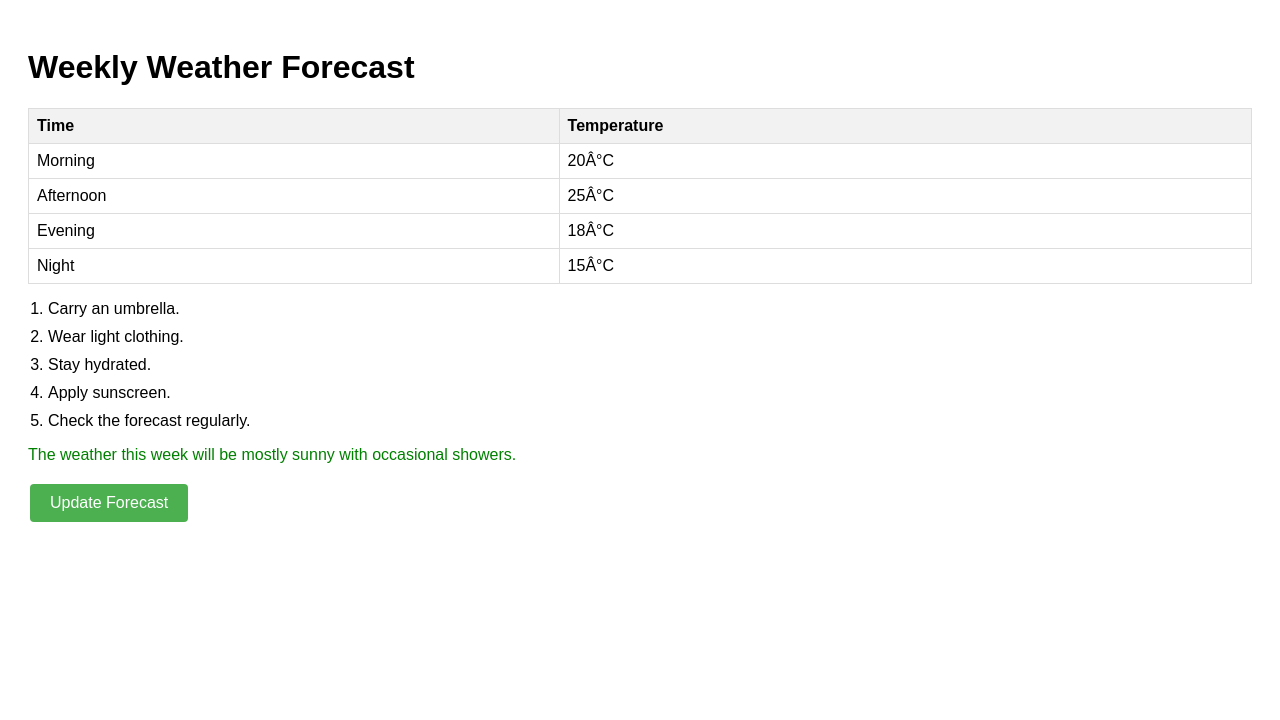 Weekly Weather Forecast
Time Temperature
Morning 20Â°C
Afternoon 25Â°C
Evening 18Â°C
Night 15Â°C
1. Carry an umbrella.
2. Wear light clothing.
3. Stay hydrated.
4. Apply sunscreen.
5. Check the forecast regularly.
The weather this week will be mostly sunny with occasional showers.
Update Forecast